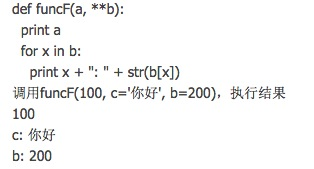 def funcF(a, **b):
print a
for x in b:
print x + ": " + str(b[x])
调用funcF(100, c='你好', b=200)，执行结果
100
c: 你好
b: 200